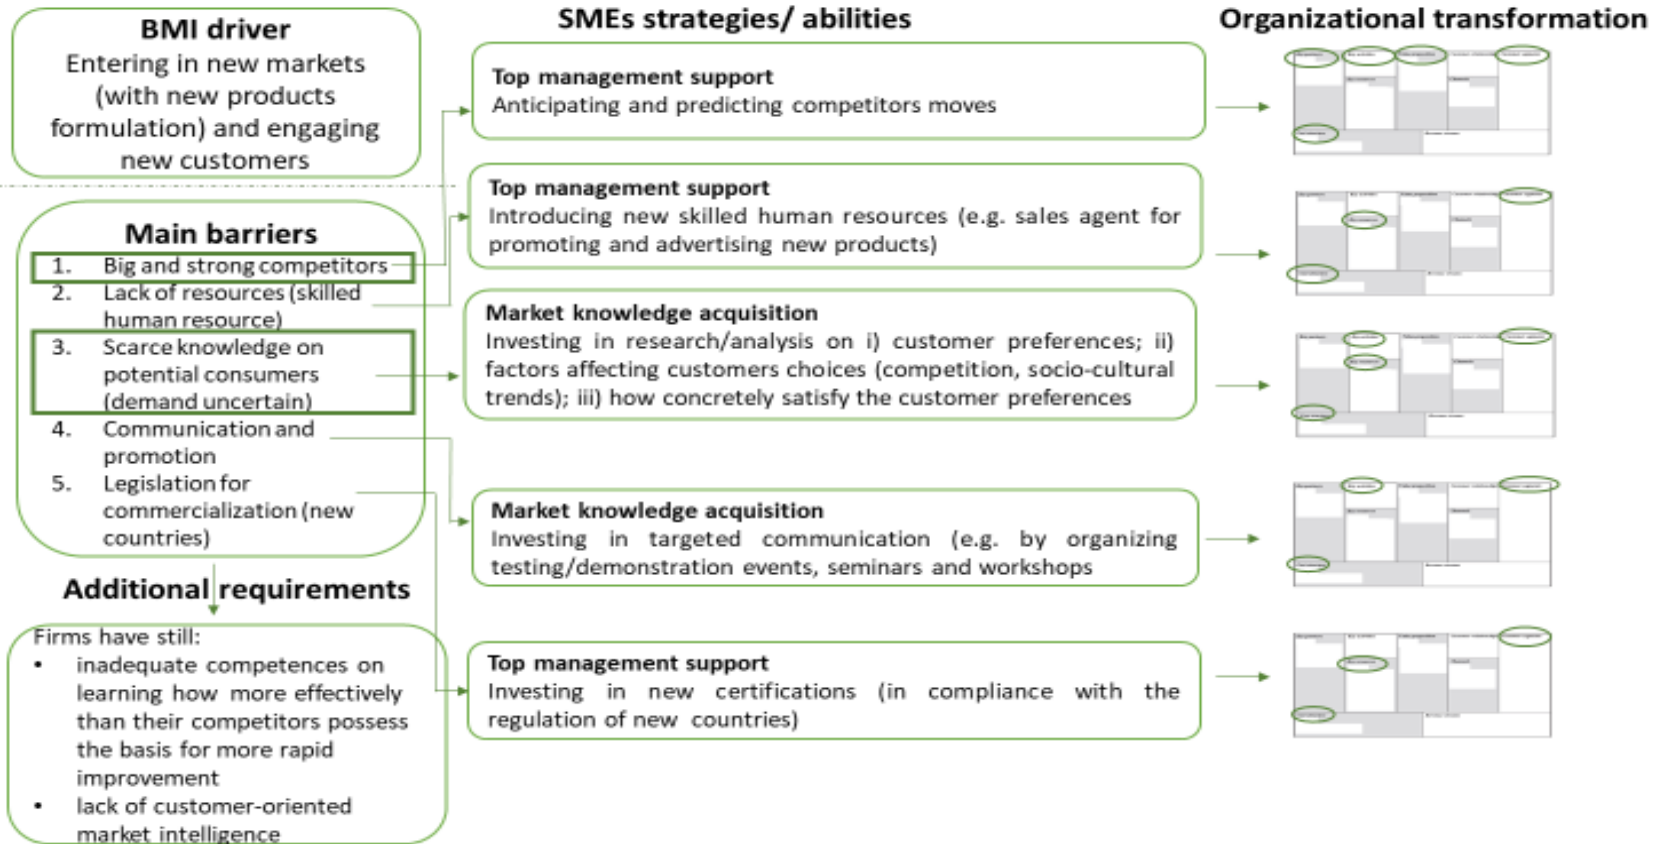 BMI driver
Entering in new markets
(with new products
formulation) and engaging
new customers
Main barriers
1. Big and strong competitors
2. Lack of resources (skilled
human resource)
3. Scarce knowledge on
potential consumers
(demand uncertain)
4. Communication and
promotion
5. Legislation for
commercialization (new
countries)
Additional requirements
Firms have still:
• inadequate competences on
learning how more effectively
than their competitors possess
the basis for more rapid
improvement
• lack of customer-oriented
market intelligence
SMEs strategies/ abilities
Top management support
Anticipating and predicting competitors moves
Top management support
Introducing new skilled human resources (e.g. sales agent for
promoting and advertising new products)
Market knowledge acquisition
Investing in research/analysis on i) customer preferences; ii)
factors affecting customers choices (competition, socio-cultural
trends); iii) how concretely satisfy the customer preferences
Market knowledge acquisition
Investing in targeted communication (e.g. by organizing
testing/demonstration events, seminars and workshops
Top management support
Investing in new certifications (in compliance with the
regulation of new countries)
Organizational transformation